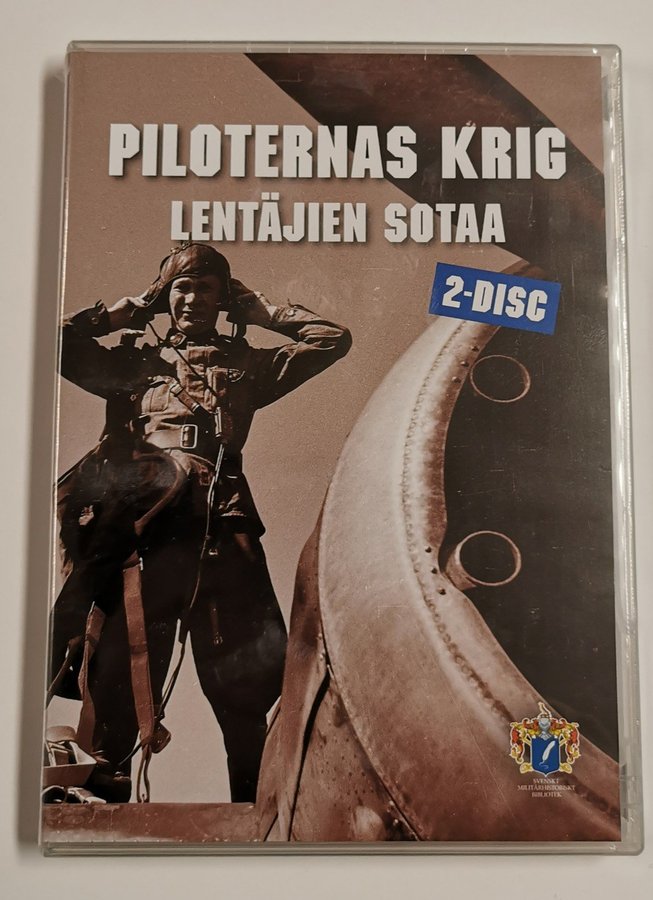 PILOTERNAS KRIG
LENTÄJIEN SOTAA
2-DISC
SVENSKT
MILITÄRHISTORISKT
BIBLIOTEK